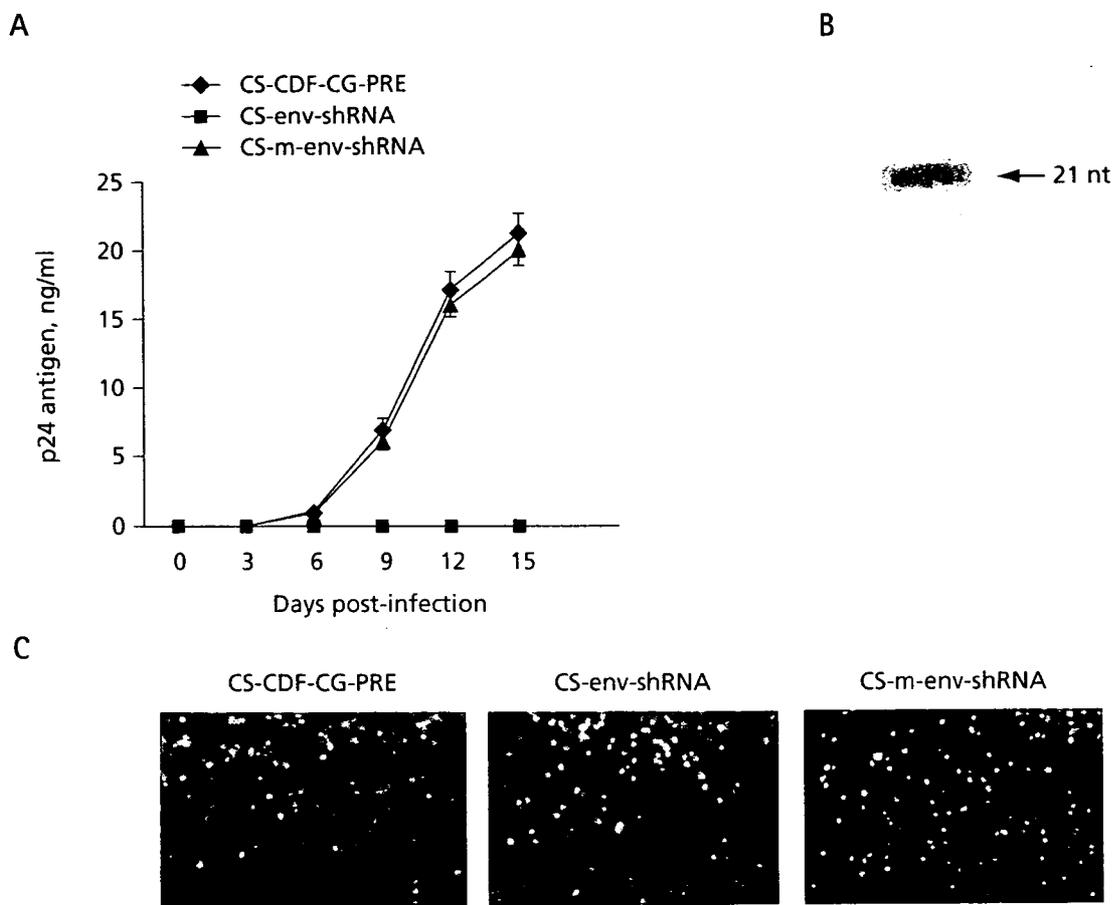 A
B
CS-CDF-CG-PRE
CS-env-shRNA
CS-m-env-shRNA
25
20
15
10
5
0
p24 antigen, ng/ml
0 3 6 9 12 15
Days post-infection
21 nt
C
CS-CDF-CG-PRE CS-env-shRNA CS-m-env-shRNA